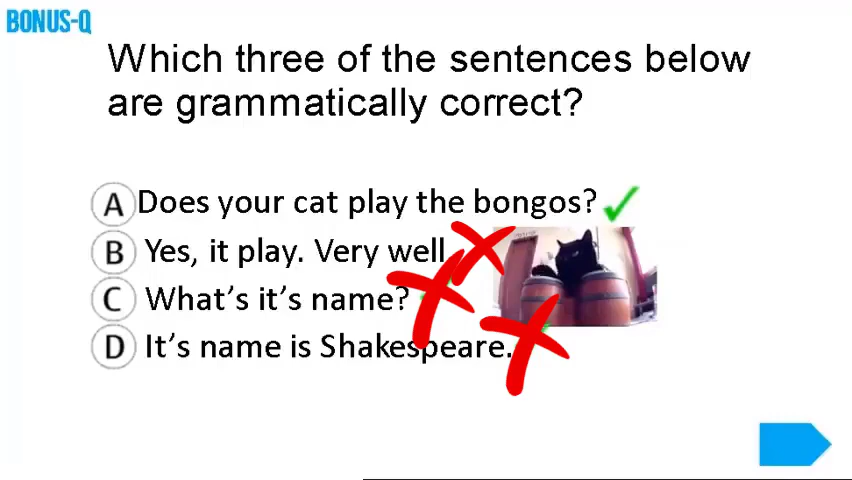 BONUS-Q
Which three of the sentences below
are grammatically correct?
A Does your cat play the bongos?
B Yes, it play. Very well
C What's it's name?
D It's name is Shakespeare.